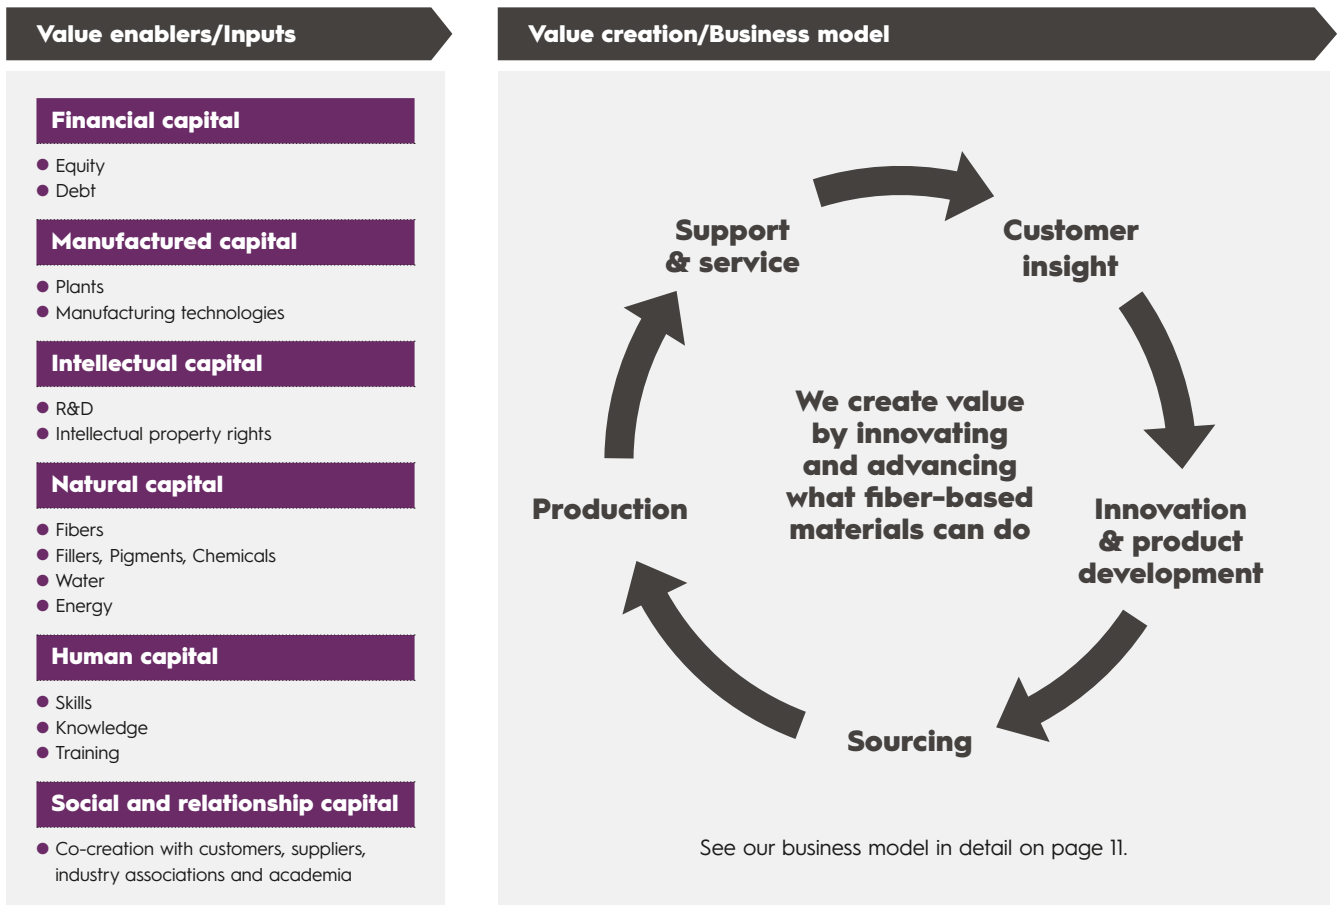 Value enablers/Inputs
Financial capital
Equity
Debt
Manufactured capital
Plants
Manufacturing technologies
Intellectual capital
R&D
Intellectual property rights
Natural capital
Fibers
Fillers, Pigments, Chemicals
Water
Energy
Human capital
Skills
Knowledge
Training
Social and relationship capital
Co-creation with customers, suppliers,
industry associations and academia
Value creation/Business model
Support
& service
Customer
insight
Innovation
& product
development
Sourcing
Production
We create value
by innovating
and advancing
what fiber-based
materials can do
See our business model in detail on page 11.